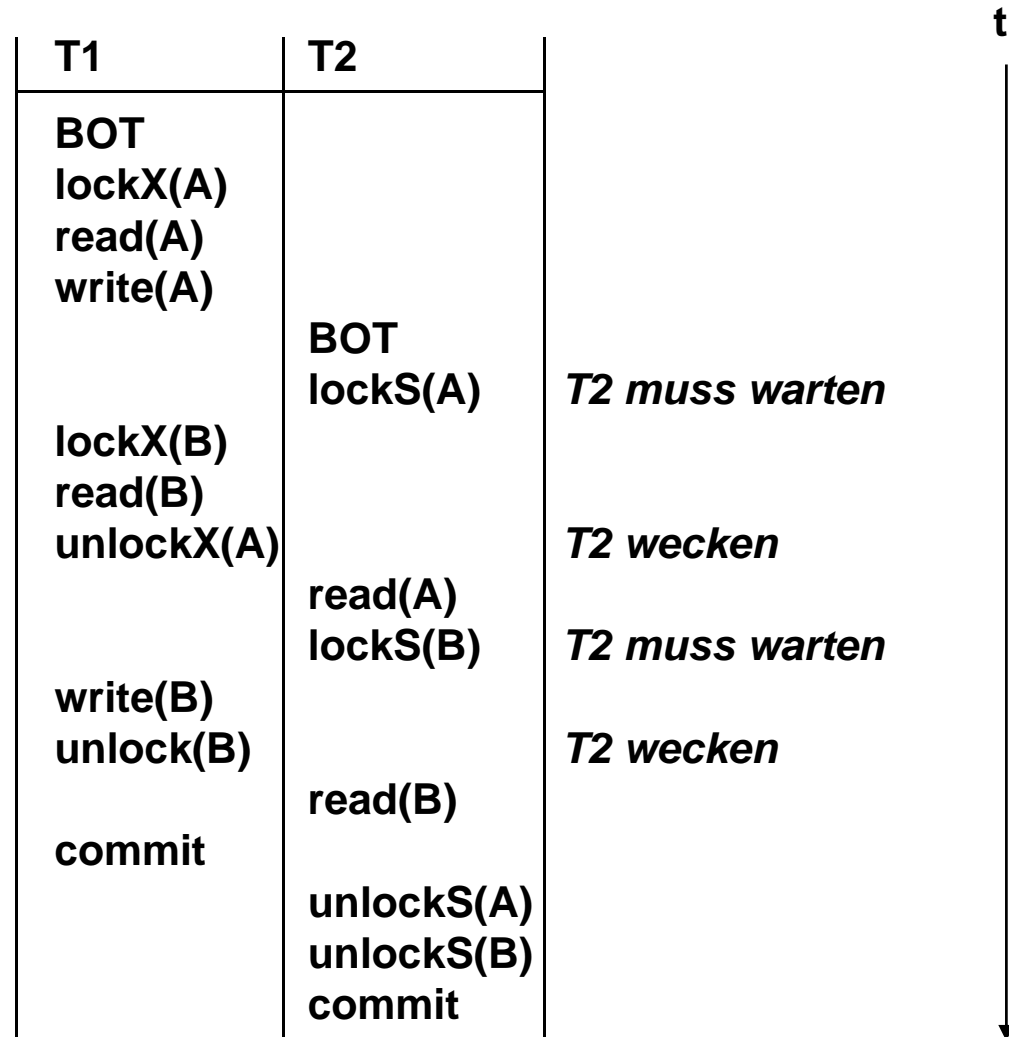 t
T1 T2
BOT
lockX(A)
read(A)
write(A)
BOT
lockS(A) T2 muss warten
lockX(B)
read(B)
unlockX(A) T2 wecken
read(A)
lockS(B) T2 muss warten
write(B)
unlock(B) T2 wecken
read(B)
commit
unlockS(A)
unlockS(B)
commit